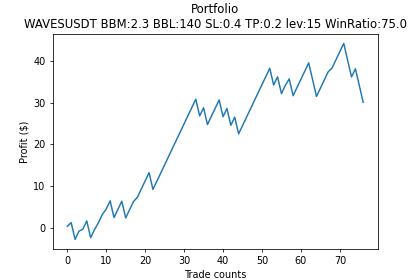 Portfolio
WAVESUSDT BBM:2.3 BBL:140 SL:0.4 TP:0.2 lev:15 WinRatio:75.0
Profit ($)
40
30
20
10
0
0 10 20 30 40 50 60 70
Trade counts